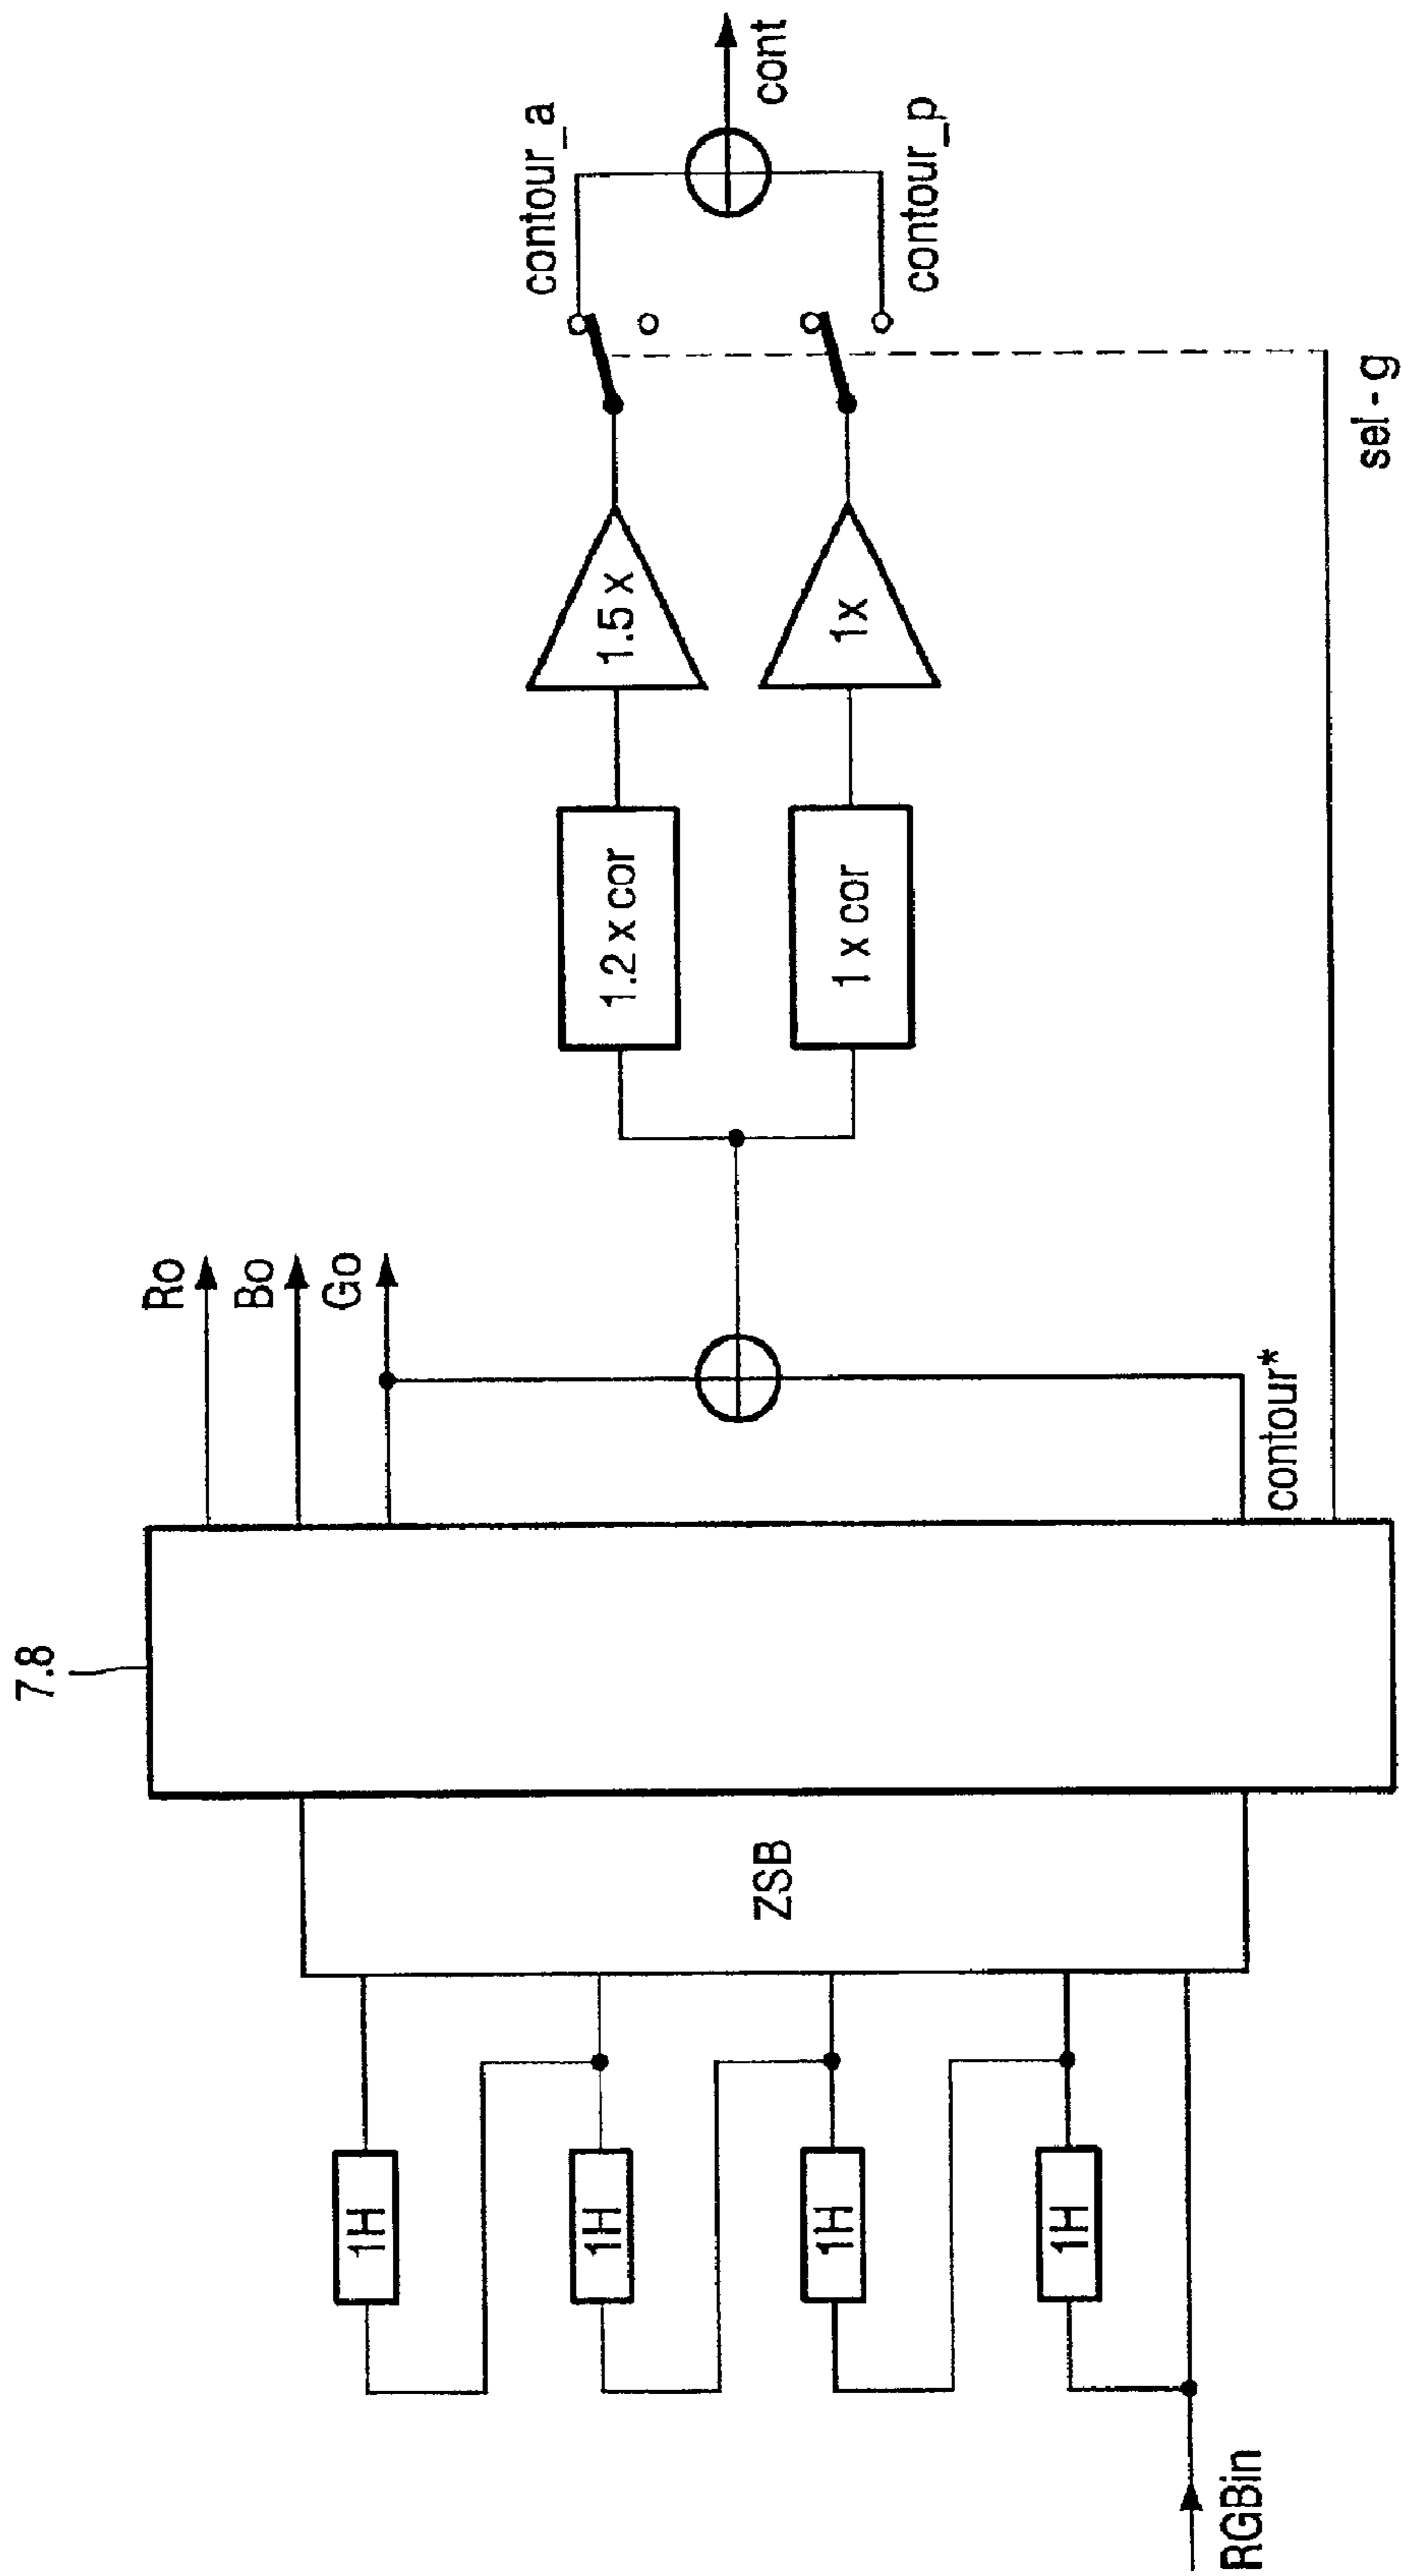 RGBin
1H
1H
1H
1H
ZSB
7.8
Ro
Bo
Go
contour*
sel - g
1.2 x cor
1 x cor
1.5 x
1x
contour_a
contour_p
cont